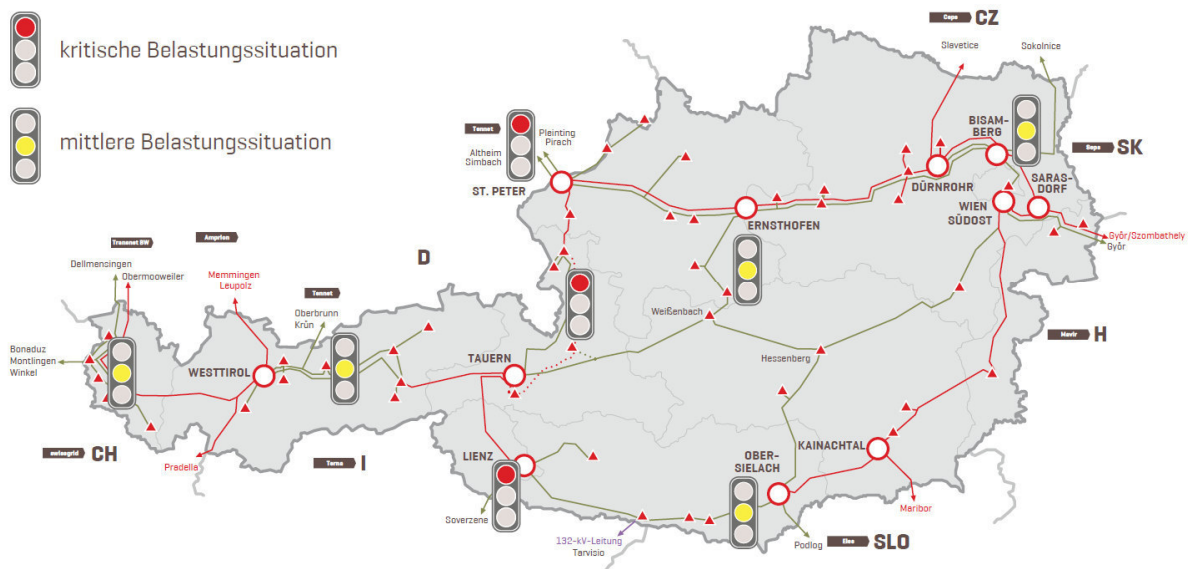 kritische Belastungssituation
mittlere Belastungssituation
Ceps
CZ
Slavetice
Sokolnice
Tennet
Pleinting
Pirach
Altheim
Simbach
ST. PETER
BISAM-
BERG
Seps
SK
DÜRNROHR
SARAS-
DORF
WIEN
SÜDOST
ERNSTHOFEN
Győr/Szombathely
Győr
Transnet BW
Amprion
D
Dellmensingen
Obermooweiler
Memmingen
Leupolz
Tennet
Oberbrunn
Krün
Weißenbach
Mavir
H
Bonaduz
Montlingen
Winkel
WESTTIROL
TAUERN
Hessenberg
swissgrid
CH
Pradella
Terna
I
LIENZ
OBER-
SIELACH
KAINACHTAL
Soverzene
Maribor
132-kV-Leitung
Tarvisio
Podlog
Eles
SLO